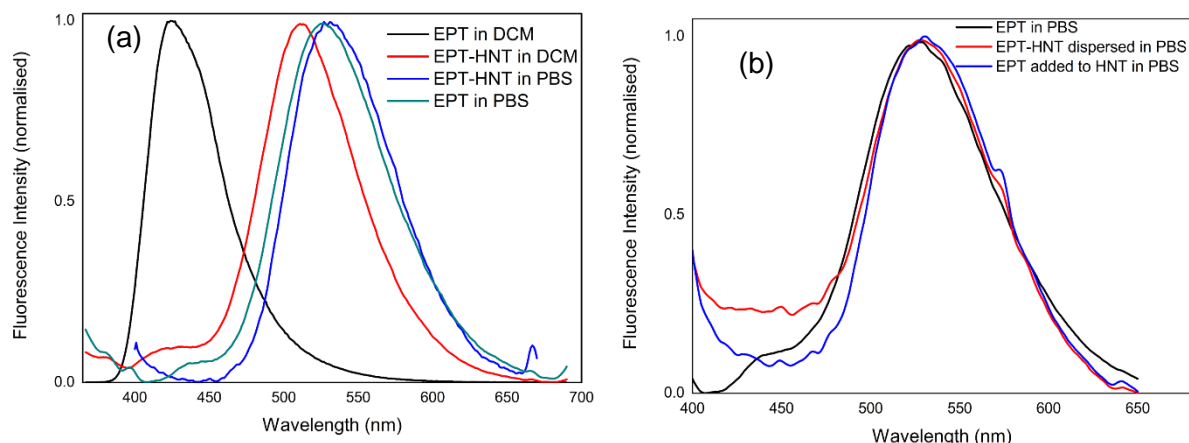 (a)
EPT in DCM
EPT-HNT in DCM
EPT-HNT in PBS
EPT in PBS
Fluorescence Intensity (normalised)
1.0
0.5
0.0
400 450 500 550 600 650 700
Wavelength (nm)
(b)
EPT in PBS
EPT-HNT dispersed in PBS
EPT added to HNT in PBS
Fluorescence Intensity (normalised)
1.0
0.5
0.0
400 450 500 550 600 650
Wavelength (nm)